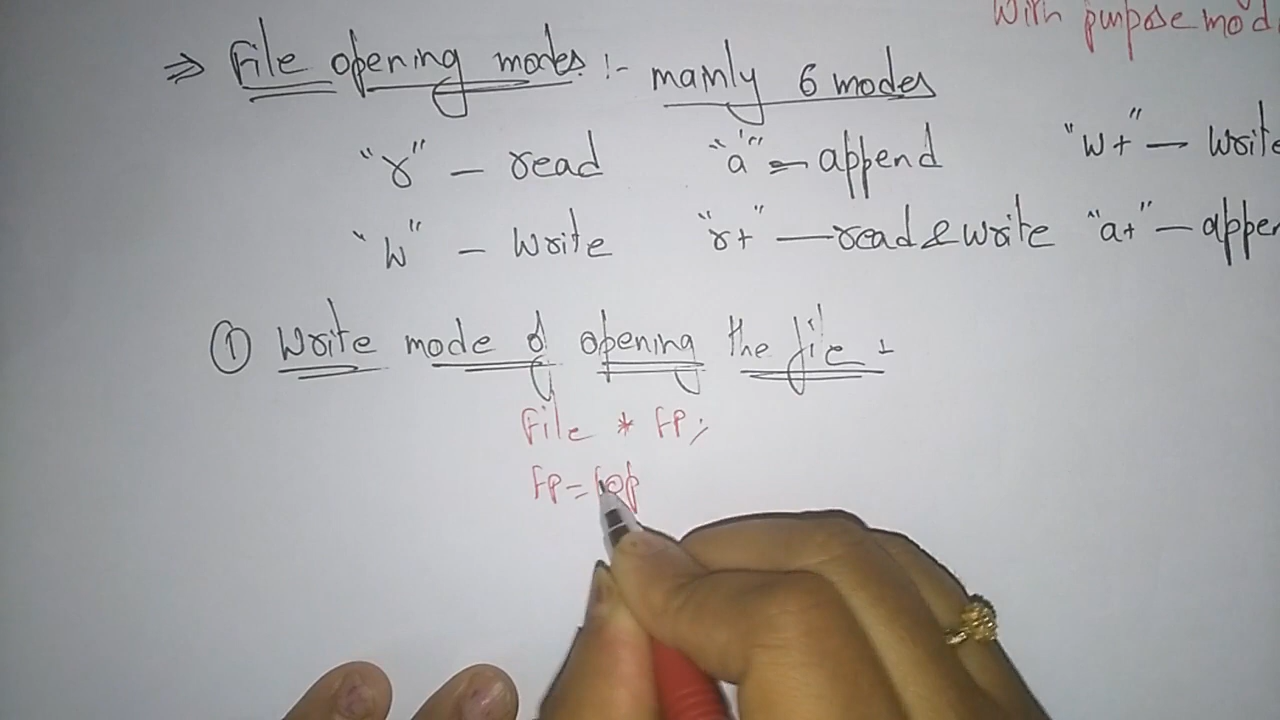 With purpose mod
⇒ File opening modes :- mainly 6 modes
"r" – read "a" – append "w+" – write
"w" – write "r+" – read & write "a+" – appen
① Write mode of opening the file :-
File * FP;
FP = fop